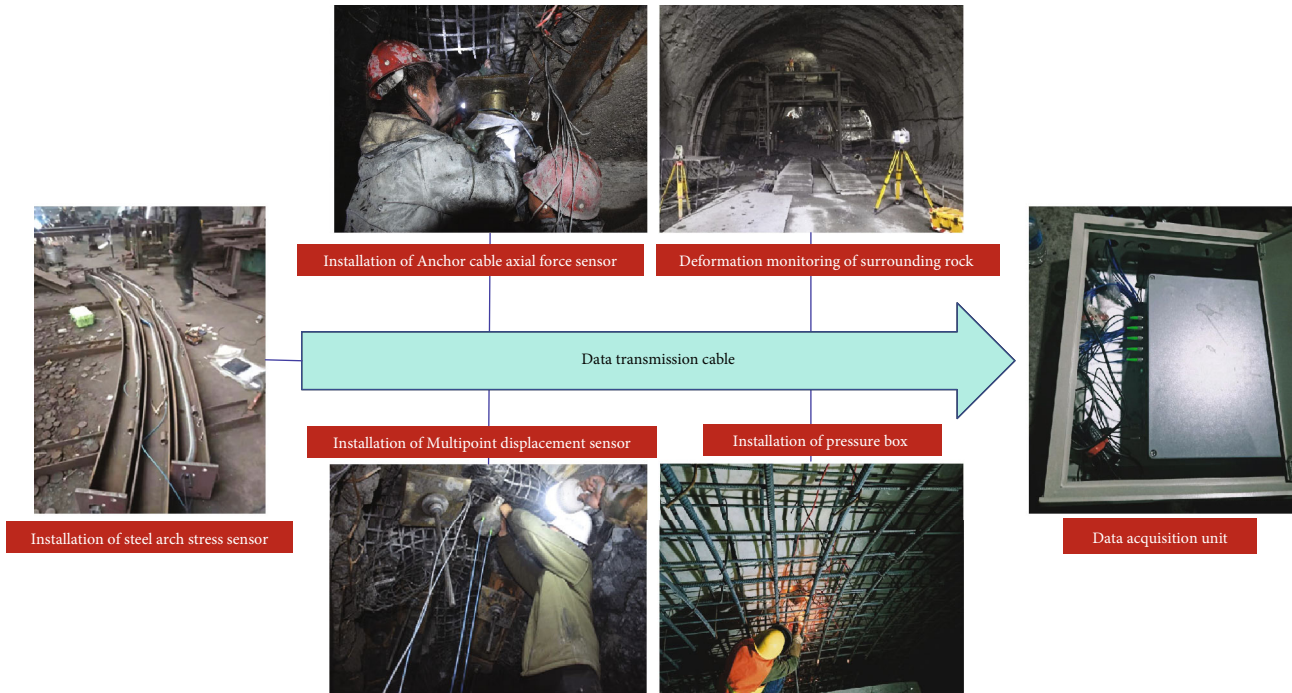 Installation of Anchor cable axial force sensor
Deformation monitoring of surrounding rock
Data transmission cable
Installation of Multipoint displacement sensor
Installation of pressure box
Installation of steel arch stress sensor
Data acquisition unit